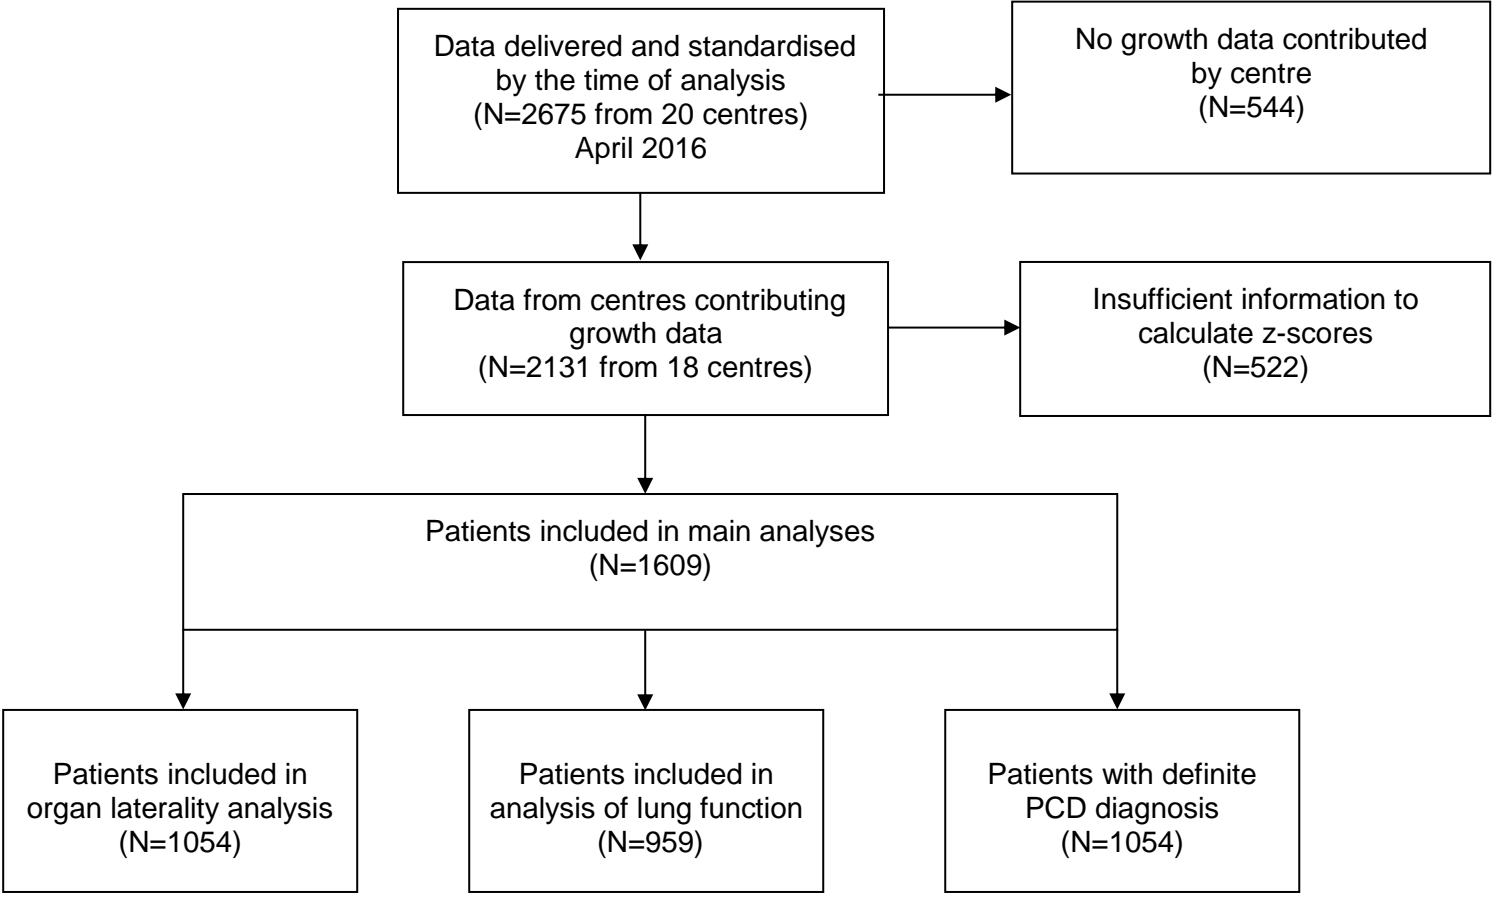 Data delivered and standardised
by the time of analysis
(N=2675 from 20 centres)
April 2016
No growth data contributed
by centre
(N=544)
Data from centres contributing
growth data
(N=2131 from 18 centres)
Insufficient information to
calculate z-scores
(N=522)
Patients included in main analyses
(N=1609)
Patients included in
organ laterality analysis
(N=1054)
Patients included in
analysis of lung function
(N=959)
Patients with definite
PCD diagnosis
(N=1054)